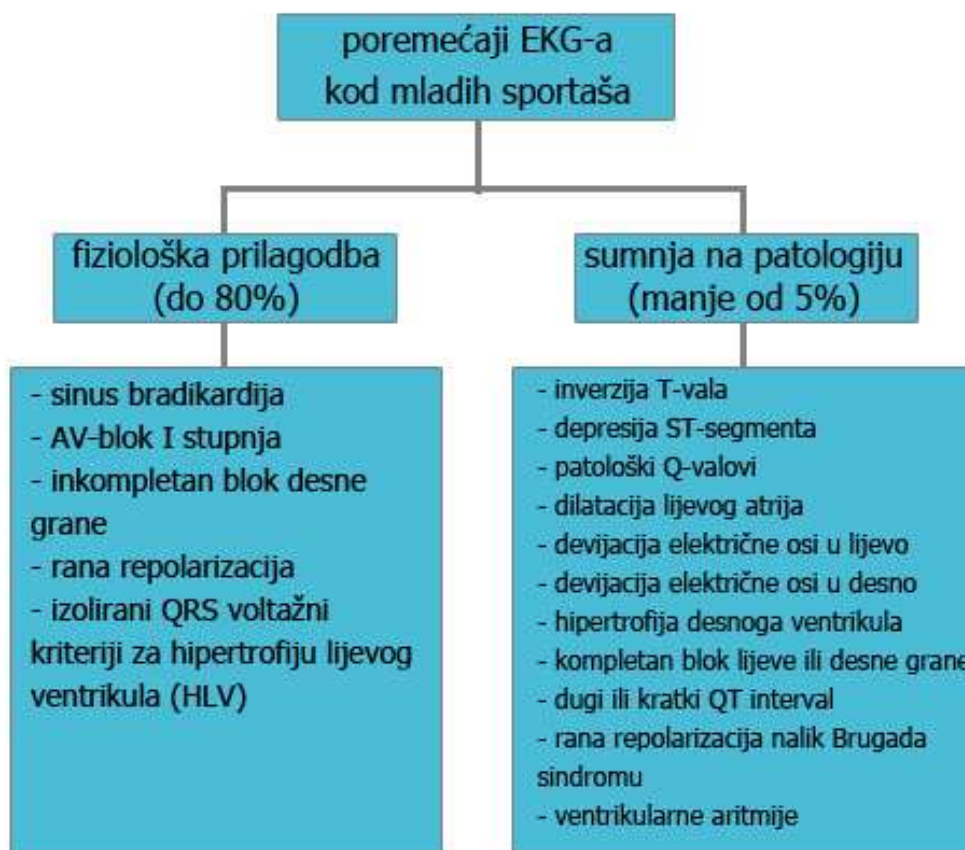 poremećaji EKG-a
kod mladih sportaša
fiziološka prilagodba
(do 80%)
- sinus bradikardija
- AV-blok I stupnja
- inkompletan blok desne
grane
- rana repolarizacija
- izolirani QRS voltažni
kriteriji za hipertrofiju lijevog
ventrikula (HLV)
sumnja na patologiju
(manje od 5%)
- inverzija T-vala
- depresija ST-segmenta
- patološki Q-valovi
- dilatacija lijevog atrija
- devijacija električne osi u lijevo
- devijacija električne osi u desno
- hipertrofija desnoga ventrikula
- kompletan blok lijeve ili desne grane
- dugi ili kratki QT interval
- rana repolarizacija nalik Brugada
sindromu
- ventrikularne aritmije